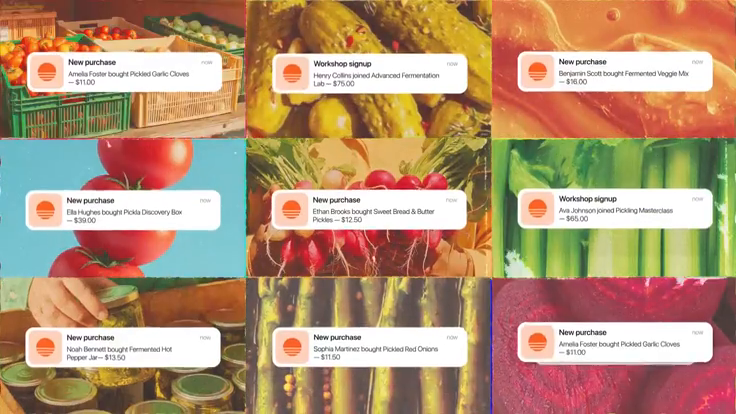 New purchase now
Amelia Foster bought Pickled Garlic Cloves
— $11.00
Workshop signup now
Henry Collins joined Advanced Fermentation
Lab — $75.00
New purchase now
Benjamin Scott bought Fermented Veggie Mix
— $16.00
New purchase now
Ella Hughes bought Pickla Discovery Box
— $39.00
New purchase now
Ethan Brooks bought Sweet Bread & Butter
Pickles — $12.50
Workshop signup now
Ava Johnson joined Pickling Masterclass
— $65.00
New purchase now
Noah Bennett bought Fermented Hot
Pepper Jar— $13.50
New purchase now
Sophia Martinez bought Pickled Red Onions
— $11.50
New purchase now
Amelia Foster bought Pickled Garlic Cloves
— $11.00